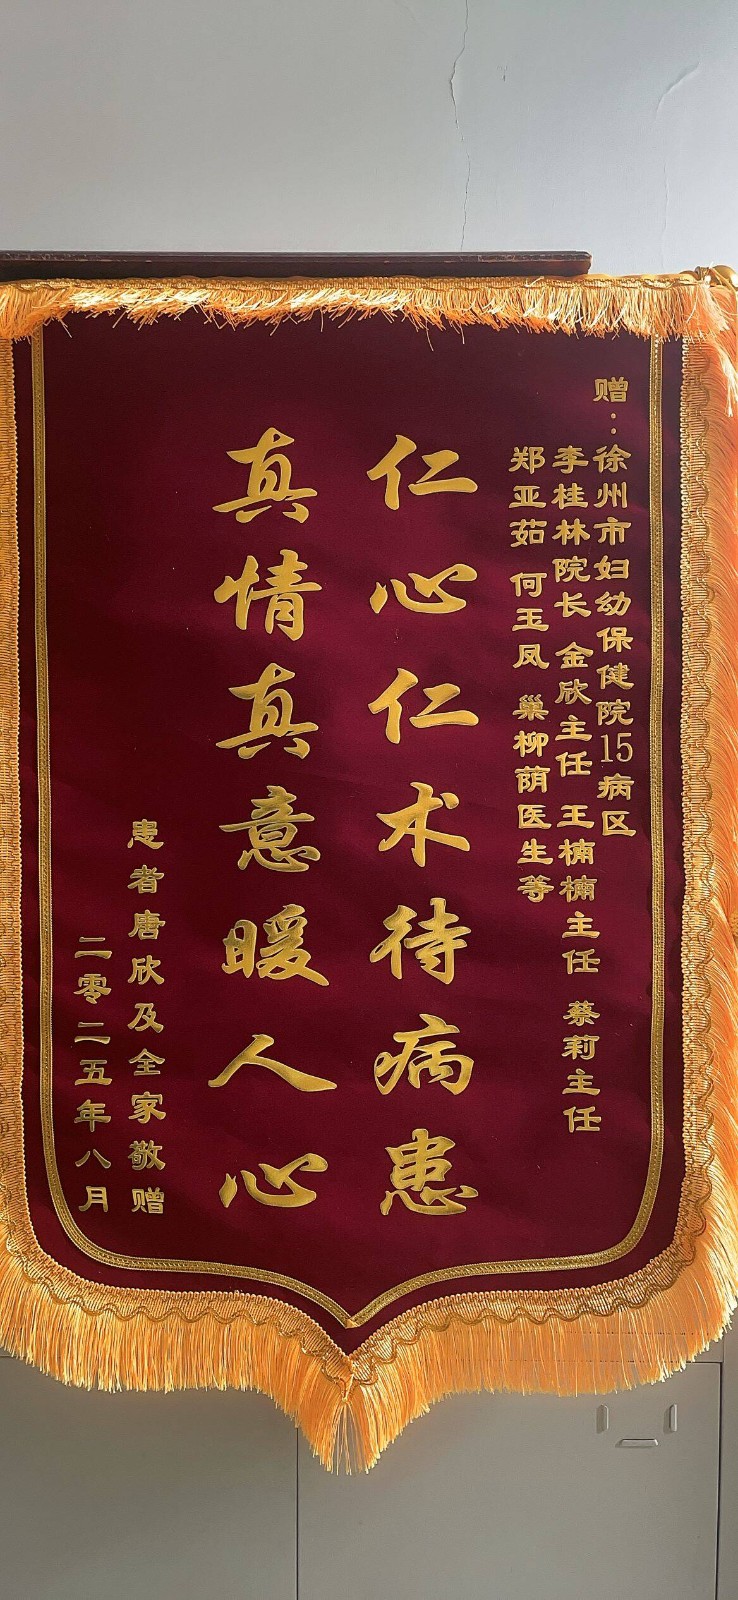 赠：徐州市妇幼保健院15病区
李桂林院长 金欣主任 王楠楠主任 蔡莉主任
郑亚茹 何玉凤 巢柳荫医生等
仁心仁术待病患
真情真意暖人心
患者唐欣及全家敬赠
二零二五年八月